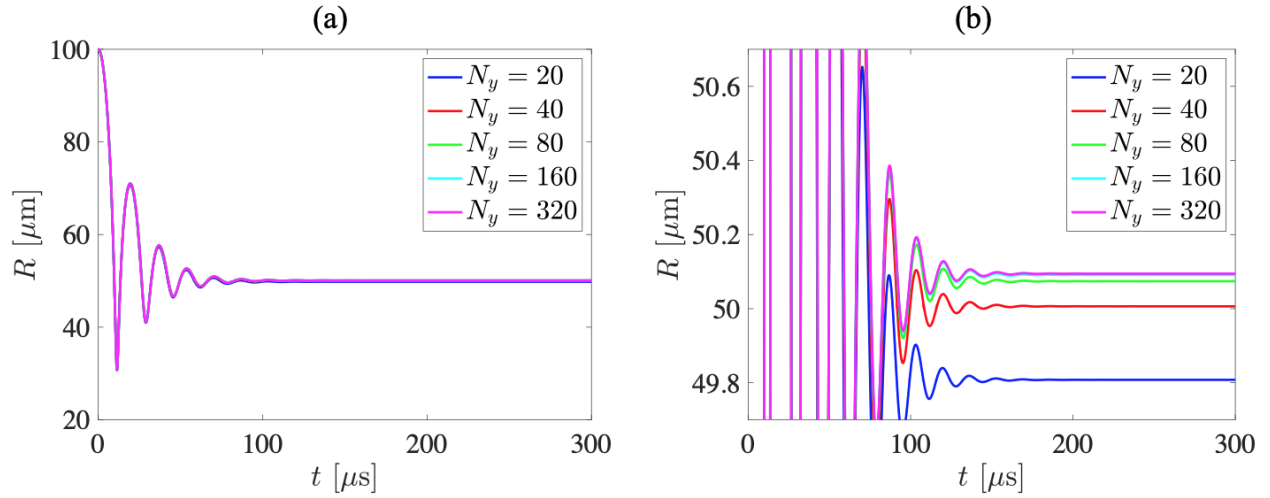 (a)
100
80
60
40
20
R [μm]
0
100
200
300
t [μs]
N_y = 20
N_y = 40
N_y = 80
N_y = 160
N_y = 320
(b)
50.6
50.4
50.2
50
49.8
R [μm]
0
100
200
300
t [μs]
N_y = 20
N_y = 40
N_y = 80
N_y = 160
N_y = 320